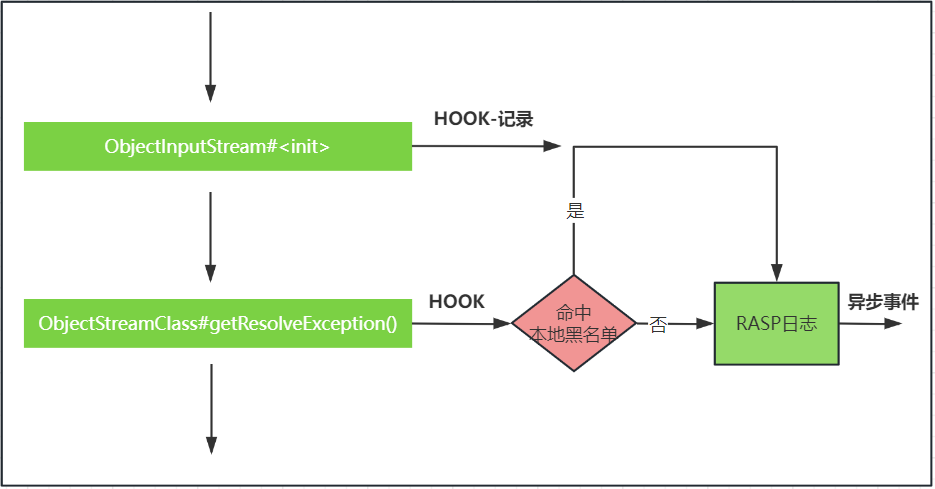 HOOK-记录
ObjectInputStream#<init>
是
HOOK
异步事件
ObjectStreamClass#getResolveException()
命中
本地黑名单
否
RASP日志